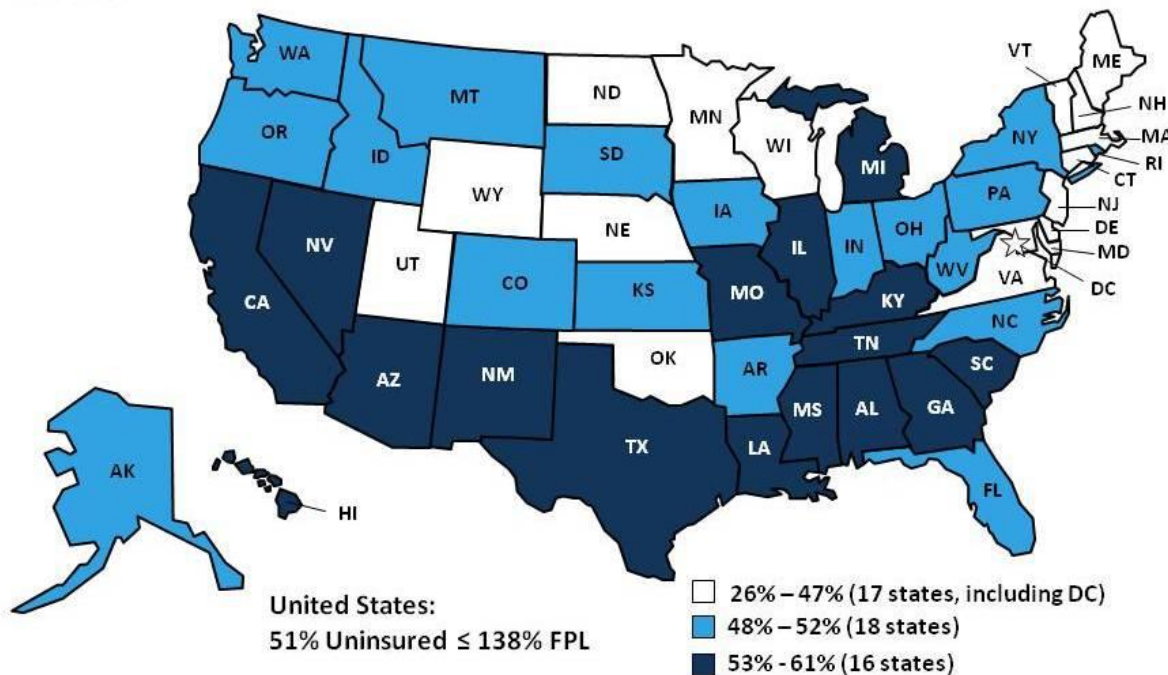 WA
MT
ND
MN
VT
ME
NH
MA
RI
CT
NJ
DE
MD
DC
OR
ID
SD
WI
MI
NY
PA
WY
IA
NE
IL
IN
OH
WV
VA
NV
UT
CO
KS
MO
KY
NC
CA
AZ
NM
OK
AR
TN
SC
MS
AL
GA
TX
LA
FL
AK
HI
United States:
51% Uninsured ≤ 138% FPL
26% – 47% (17 states, including DC)
48% – 52% (18 states)
53% - 61% (16 states)